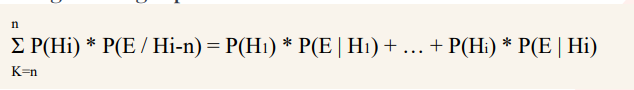 n
Σ P(Hi) * P(E / Hi-n) = P(H₁) * P(E | H₁) + … + P(Hᵢ) * P(E | Hi)
K=n